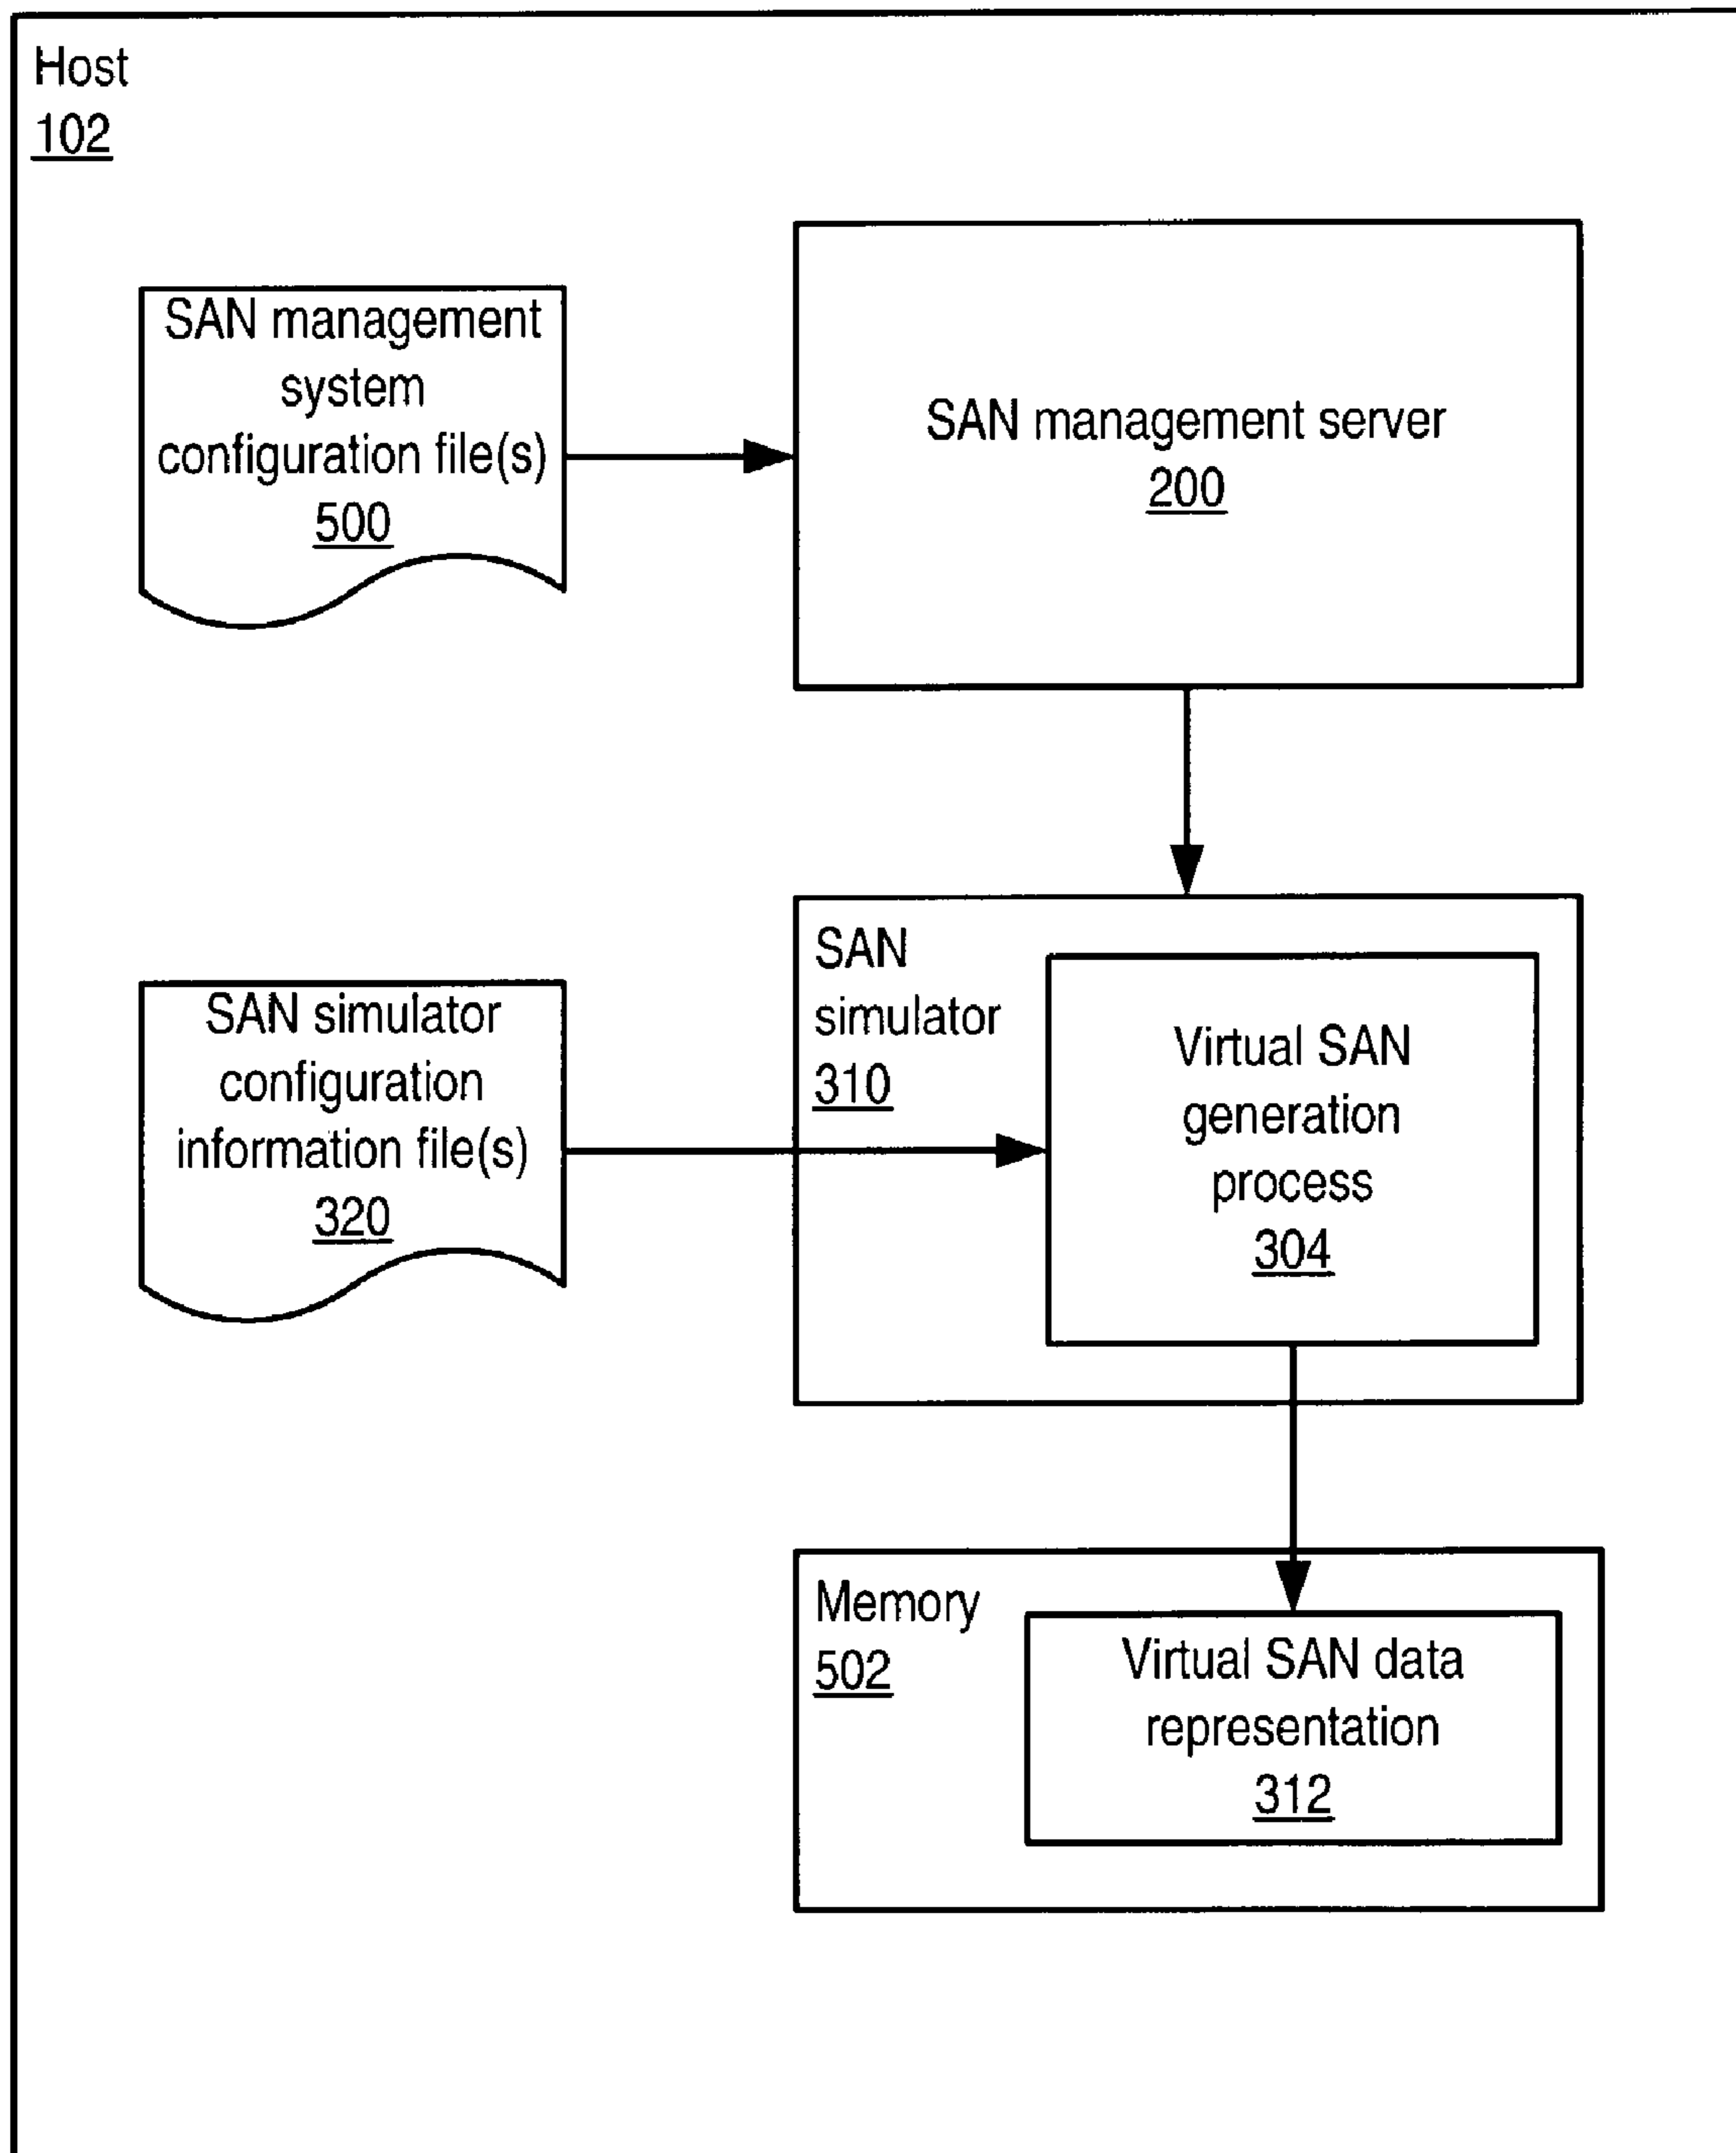 Host
102
SAN management
system
configuration file(s)
500
SAN management server
200
SAN simulator
configuration
information file(s)
320
SAN
simulator
310
Virtual SAN
generation
process
304
Memory
502
Virtual SAN data
representation
312